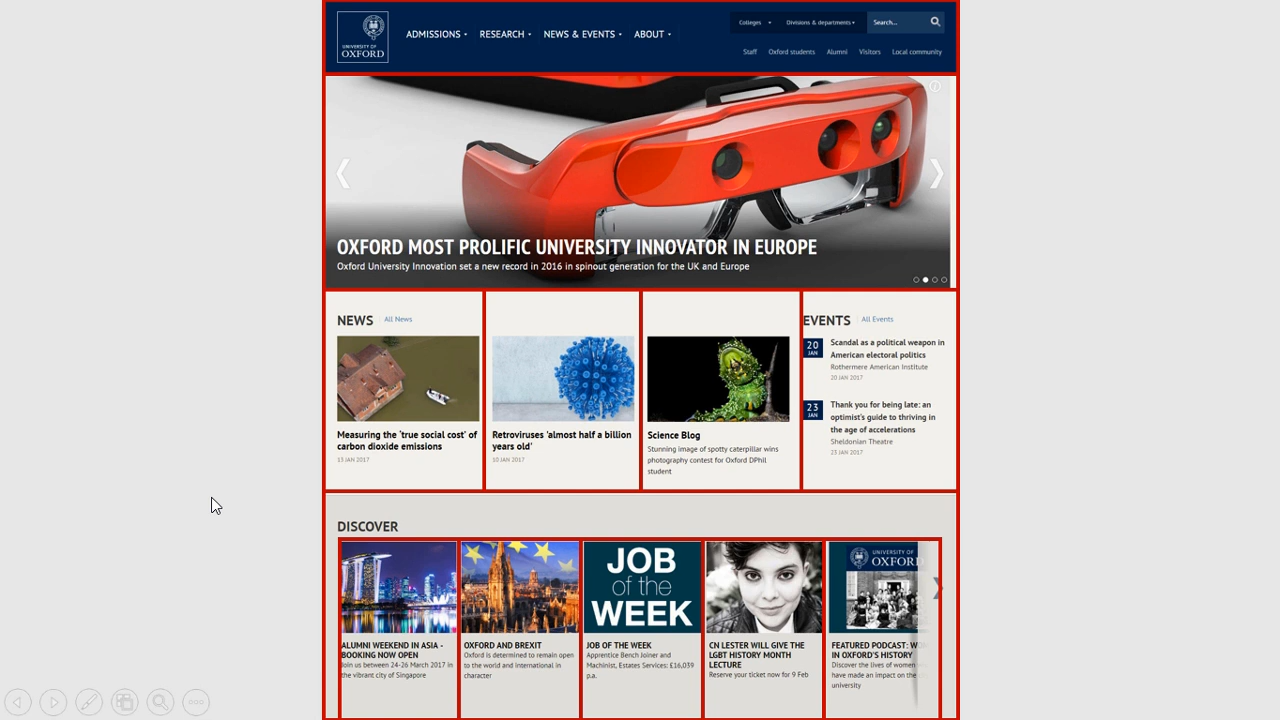 UNIVERSITY OF
OXFORD
ADMISSIONS
RESEARCH
NEWS & EVENTS
ABOUT
Colleges
Divisions & departments
Search...
Staff
Oxford students
Alumni
Visitors
Local community
OXFORD MOST PROLIFIC UNIVERSITY INNOVATOR IN EUROPE
Oxford University Innovation set a new record in 2016 in spinout generation for the UK and Europe
NEWS
All News
Measuring the 'true social cost' of
carbon dioxide emissions
13 JAN 2017
Retroviruses 'almost half a billion
years old'
10 JAN 2017
Science Blog
Stunning image of spotty caterpillar wins
photography contest for Oxford DPhil
student
EVENTS
All Events
20
JAN
Scandal as a political weapon in
American electoral politics
Rothermere American Institute
20 JAN 2017
23
JAN
Thank you for being late: an
optimist's guide to thriving in
the age of accelerations
Sheldonian Theatre
23 JAN 2017
DISCOVER
ALUMNI WEEKEND IN ASIA -
BOOKING NOW OPEN
Join us between 24-26 March 2017 in
the vibrant city of Singapore
OXFORD AND BREXIT
Oxford is determined to remain open
to the world and international in
character
JOB
of the
WEEK
JOB OF THE WEEK
Apprentice Bench Joiner and
Machinist, Estates Services: £16,039
p.a.
CN LESTER WILL GIVE THE
LGBT HISTORY MONTH
LECTURE
Reserve your ticket now for 9 Feb
UNIVERSITY OF
OXFORD
FEATURED PODCAST:
IN OXFORD'S HISTORY
Discover the lives of women
have made an impact on the
university